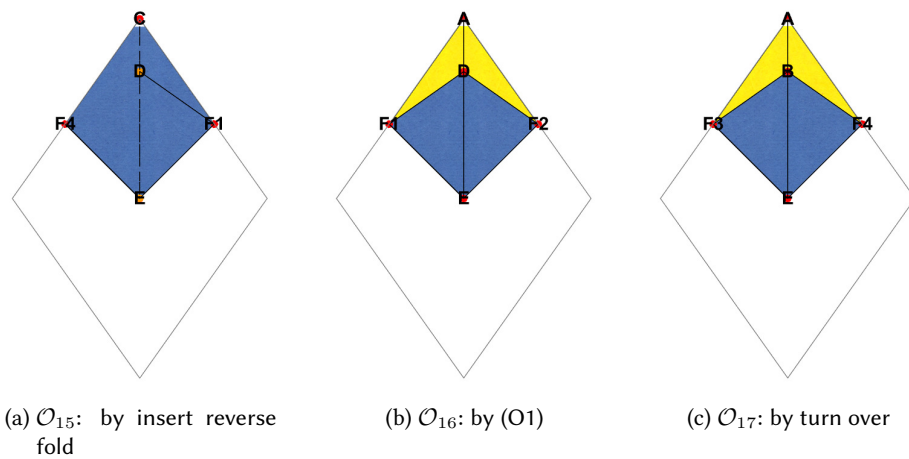 C
D
F4 F1
E
A
D
F1 F2
E
A
B
F3 F4
E
(a) 𝒪15: by insert reverse
fold
(b) 𝒪16: by (O1)
(c) 𝒪17: by turn over